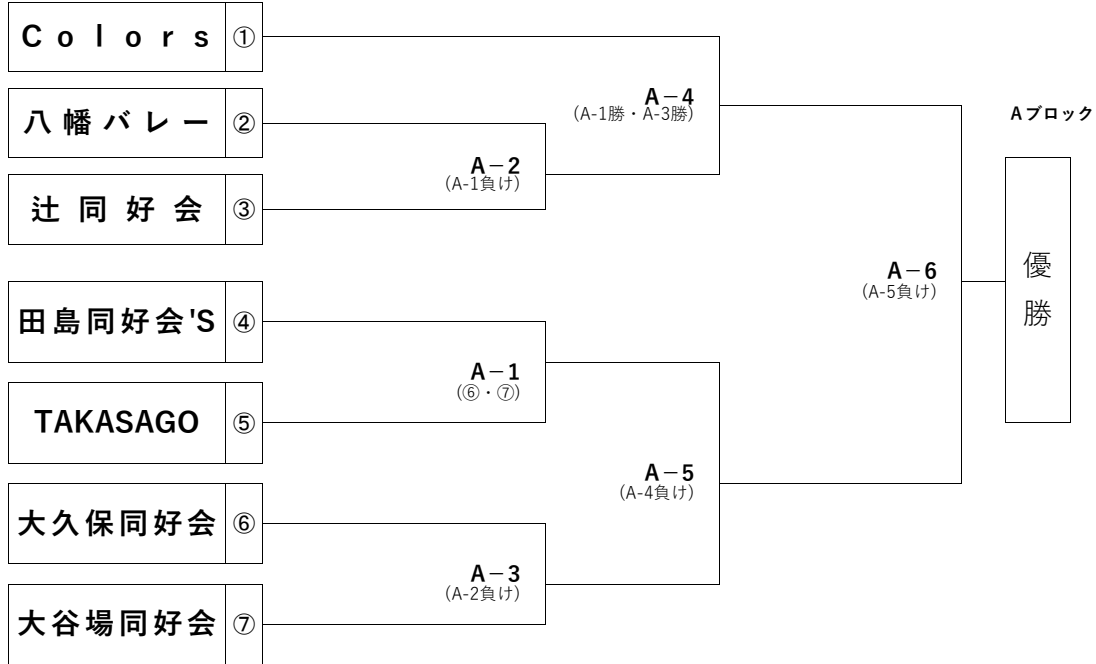 Colors ①
A－4
(A-1勝・A-3勝)
Aブロック
八幡バレー ②
A－2
(A-1負け)
辻同好会 ③
A－6
(A-5負け)
優勝
田島同好会'S ④
A－1
(⑥・⑦)
TAKASAGO ⑤
A－5
(A-4負け)
大久保同好会 ⑥
A－3
(A-2負け)
大谷場同好会 ⑦